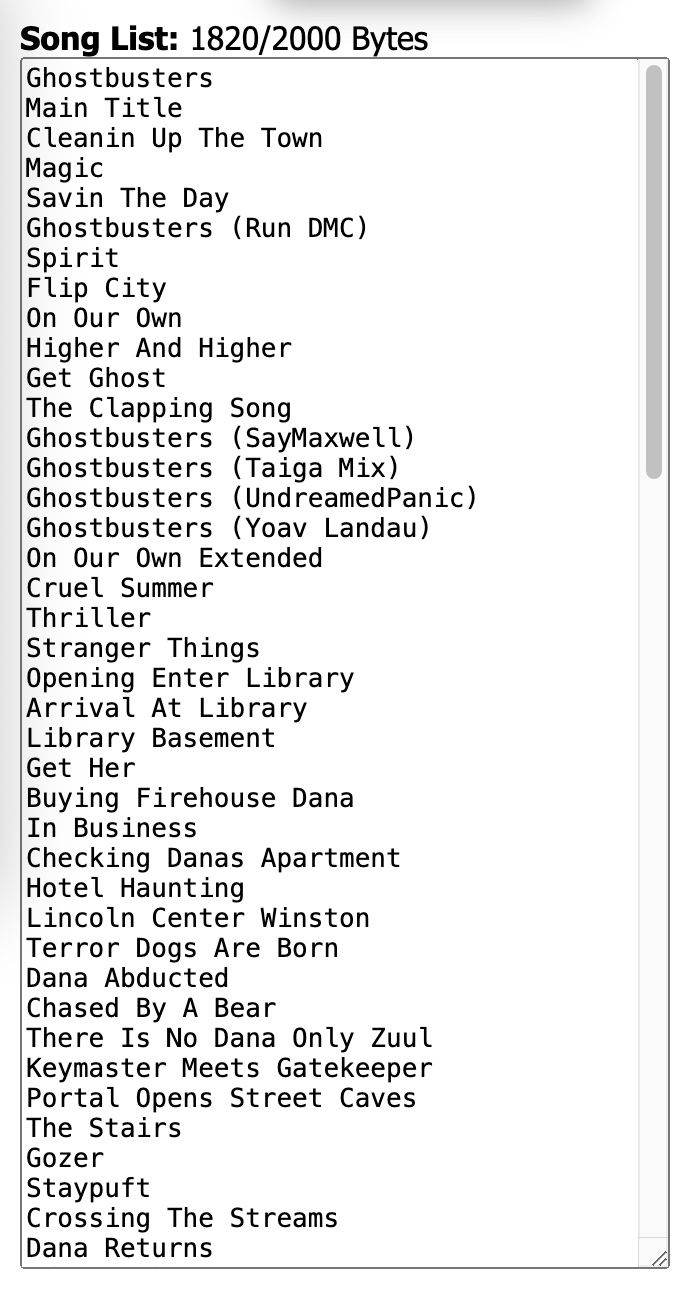 Song List: 1820/2000 Bytes
Ghostbusters
Main Title
Cleanin Up The Town
Magic
Savin The Day
Ghostbusters (Run DMC)
Spirit
Flip City
On Our Own
Higher And Higher
Get Ghost
The Clapping Song
Ghostbusters (SayMaxwell)
Ghostbusters (Taiga Mix)
Ghostbusters (UndreamedPanic)
Ghostbusters (Yoav Landau)
On Our Own Extended
Cruel Summer
Thriller
Stranger Things
Opening Enter Library
Arrival At Library
Library Basement
Get Her
Buying Firehouse Dana
In Business
Checking Danas Apartment
Hotel Haunting
Lincoln Center Winston
Terror Dogs Are Born
Dana Abducted
Chased By A Bear
There Is No Dana Only Zuul
Keymaster Meets Gatekeeper
Portal Opens Street Caves
The Stairs
Gozer
Staypuft
Crossing The Streams
Dana Returns